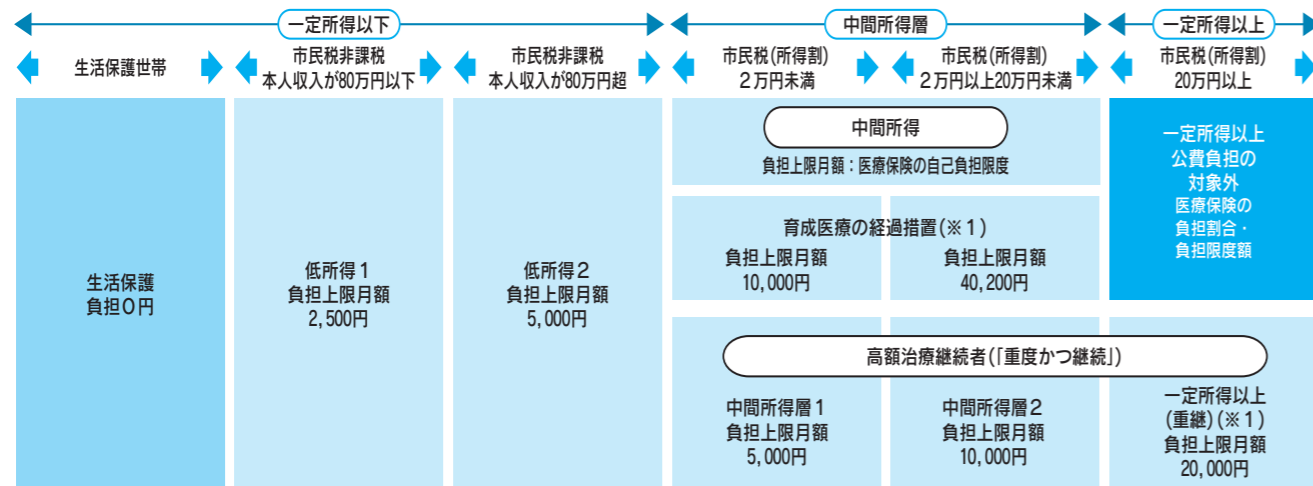 一定所得以下
中間所得層
一定所得以上
生活保護世帯
市民税非課税
本人収入が80万円以下
市民税非課税
本人収入が80万円超
市民税(所得割)
2万円未満
市民税(所得割)
2万円以上20万円未満
市民税(所得割)
20万円以上
生活保護
負担0円
低所得1
負担上限月額
2,500円
低所得2
負担上限月額
5,000円
中間所得
負担上限月額:医療保険の自己負担限度
育成医療の経過措置(※1)
負担上限月額
10,000円
負担上限月額
40,200円
一定所得以上
公費負担の
対象外
医療保険の
負担割合・
負担限度額
高額治療継続者(「重度かつ継続」)
中間所得層1
負担上限月額
5,000円
中間所得層2
負担上限月額
10,000円
一定所得以上
(重継)(※1)
負担上限月額
20,000円